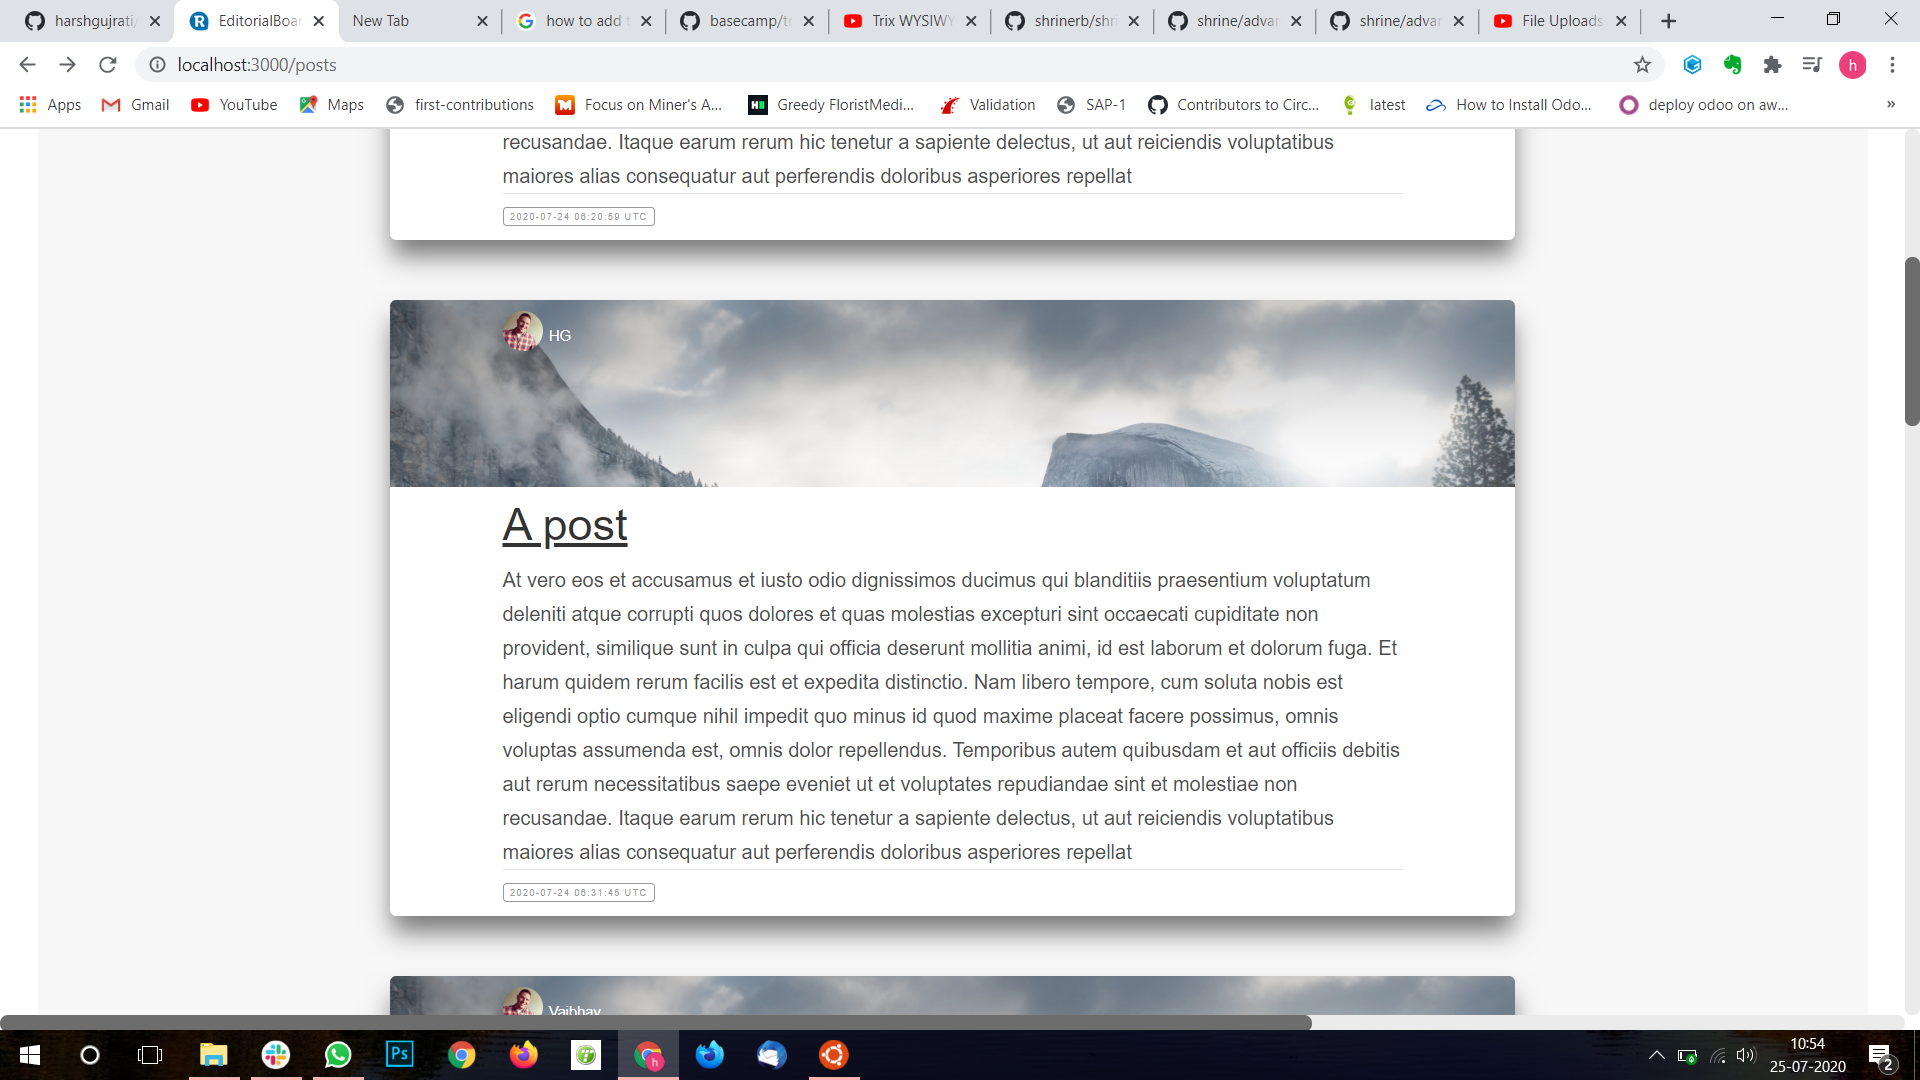 harshgujrati/
EditorialBoar
New Tab
how to add t
basecamp/tr
Trix WYSIWY
shrinerb/shri
shrine/advan
shrine/advan
File Uploads
localhost:3000/posts
h
Apps
Gmail
YouTube
Maps
first-contributions
Focus on Miner's A...
Greedy FloristMedi...
Validation
SAP-1
Contributors to Circ...
latest
How to Install Odo...
deploy odoo on aw...
»
recusandae. Itaque earum rerum hic tenetur a sapiente delectus, ut aut reiciendis voluptatibus
maiores alias consequatur aut perferendis doloribus asperiores repellat
2020-07-24 06:20:59 UTC
HG
A post
At vero eos et accusamus et iusto odio dignissimos ducimus qui blanditiis praesentium voluptatum
deleniti atque corrupti quos dolores et quas molestias excepturi sint occaecati cupiditate non
provident, similique sunt in culpa qui officia deserunt mollitia animi, id est laborum et dolorum fuga. Et
harum quidem rerum facilis est et expedita distinctio. Nam libero tempore, cum soluta nobis est
eligendi optio cumque nihil impedit quo minus id quod maxime placeat facere possimus, omnis
voluptas assumenda est, omnis dolor repellendus. Temporibus autem quibusdam et aut officiis debitis
aut rerum necessitatibus saepe eveniet ut et voluptates repudiandae sint et molestiae non
recusandae. Itaque earum rerum hic tenetur a sapiente delectus, ut aut reiciendis voluptatibus
maiores alias consequatur aut perferendis doloribus asperiores repellat
2020-07-24 06:31:45 UTC
Vaibhav
Ps
h
10:54
25-07-2020
2